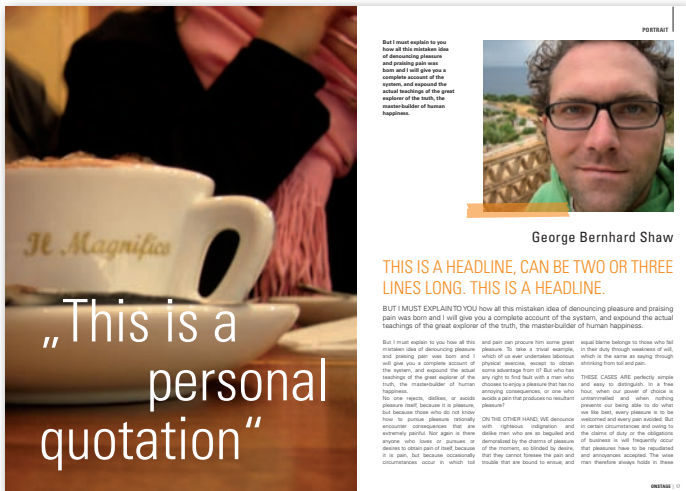 Il Magnifico
„This is a
personal
quotation“
PORTRAIT
But I must explain to you
how all this mistaken idea
of denouncing pleasure
and praising pain was
born and I will give you a
complete account of the
system, and expound the
actual teachings of the great
explorer of the truth, the
master-builder of human
happiness.
George Bernhard Shaw
THIS IS A HEADLINE, CAN BE TWO OR THREE
LINES LONG. THIS IS A HEADLINE.
BUT I MUST EXPLAIN TO YOU how all this mistaken idea of denouncing pleasure and praising
pain was born and I will give you a complete account of the system, and expound the actual
teachings of the great explorer of the truth, the master-builder of human happiness.
But I must explain to you how all this
mistaken idea of denouncing pleasure
and praising pain was born and I
will give you a complete account of
the system, and expound the actual
teachings of the great explorer of the
truth, the master-builder of human
happiness.
No one rejects, dislikes, or avoids
pleasure itself, because it is pleasure,
but because those who do not know
how to pursue pleasure rationally
encounter consequences that are
extremely painful. Nor again is there
anyone who loves or pursues or
desires to obtain pain of itself, because
it is pain, but because occasionally
circumstances occur in which toil
and pain can procure him some great
pleasure. To take a trivial example,
which of us ever undertakes laborious
physical exercise, except to obtain
some advantage from it? But who has
any right to find fault with a man who
chooses to enjoy a pleasure that has no
annoying consequences, or one who
avoids a pain that produces no resultant
pleasure?
ON THE OTHER HAND, WE denounce
with righteous indignation and
dislike men who are so beguiled and
demoralized by the charms of pleasure
of the moment, so blinded by desire,
that they cannot foresee the pain and
trouble that are bound to ensue; and
equal blame belongs to those who fail
in their duty through weakness of will,
which is the same as saying through
shrinking from toil and pain.
THESE CASES ARE perfectly simple
and easy to distinguish. In a free
hour, when our power of choice is
untrammelled and when nothing
prevents our being able to do what
we like best, every pleasure is to be
welcomed and every pain avoided. But
in certain circumstances and owing to
the claims of duty or the obligations
of business is will frequently occur
that pleasures have to be repudiated
and annoyances accepted. The wise
man therefore always holds in these
ONSTAGE |